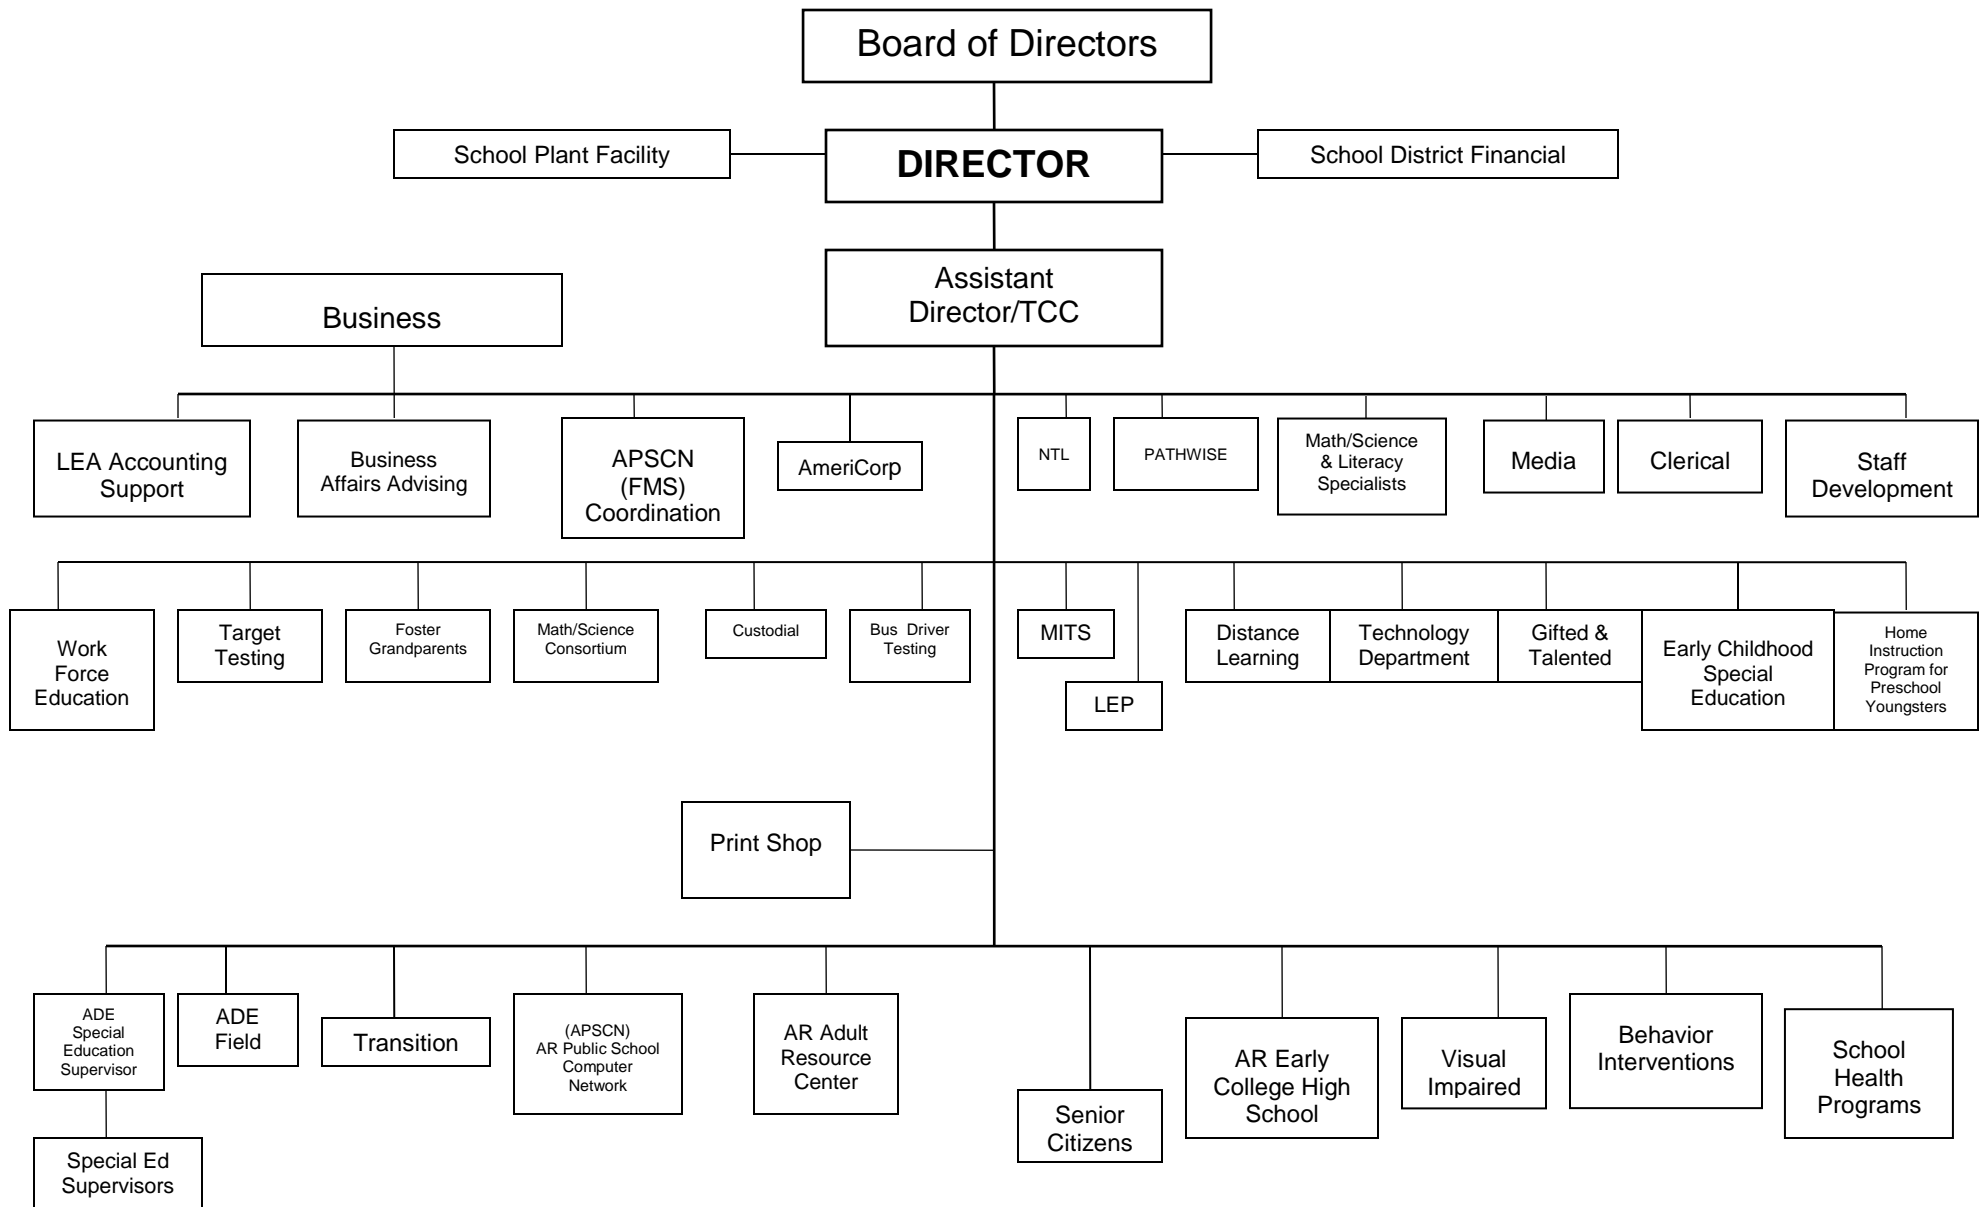 Board of Directors
School Plant Facility
DIRECTOR
School District Financial
Assistant
Director/TCC
Business
LEA Accounting
Support
Business
Affairs Advising
APSCN
(FMS)
Coordination
AmeriCorp
NTL
PATHWISE
Math/Science
& Literacy
Specialists
Media
Clerical
Staff
Development
Work
Force
Education
Target
Testing
Foster
Grandparents
Math/Science
Consortium
Custodial
Bus Driver
Testing
MITS
LEP
Distance
Learning
Technology
Department
Gifted &
Talented
Early Childhood
Special
Education
Home
Instruction
Program for
Preschool
Youngsters
Print Shop
ADE
Special
Education
Supervisor
ADE
Field
Transition
(APSCN)
AR Public School
Computer
Network
AR Adult
Resource
Center
Senior
Citizens
AR Early
College High
School
Visual
Impaired
Behavior
Interventions
School
Health
Programs
Special Ed
Supervisors